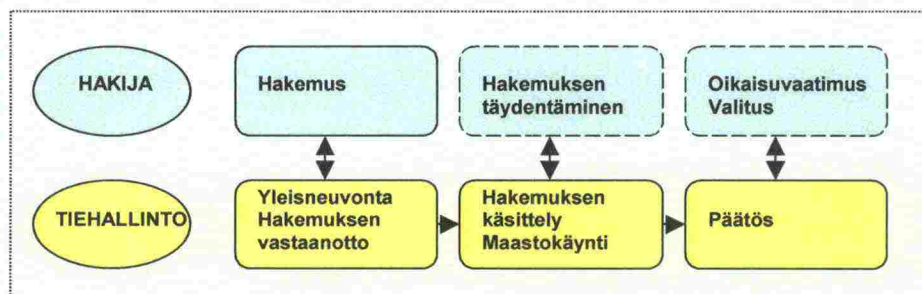 HAKIJA
Hakemus
Hakemuksen
täydentäminen
Oikaisuvaatimus
Valitus
TIEHALLINTO
Yleisneuvonta
Hakemuksen
vastaanotto
Hakemuksen
käsittely
Maastokäynti
Päätös